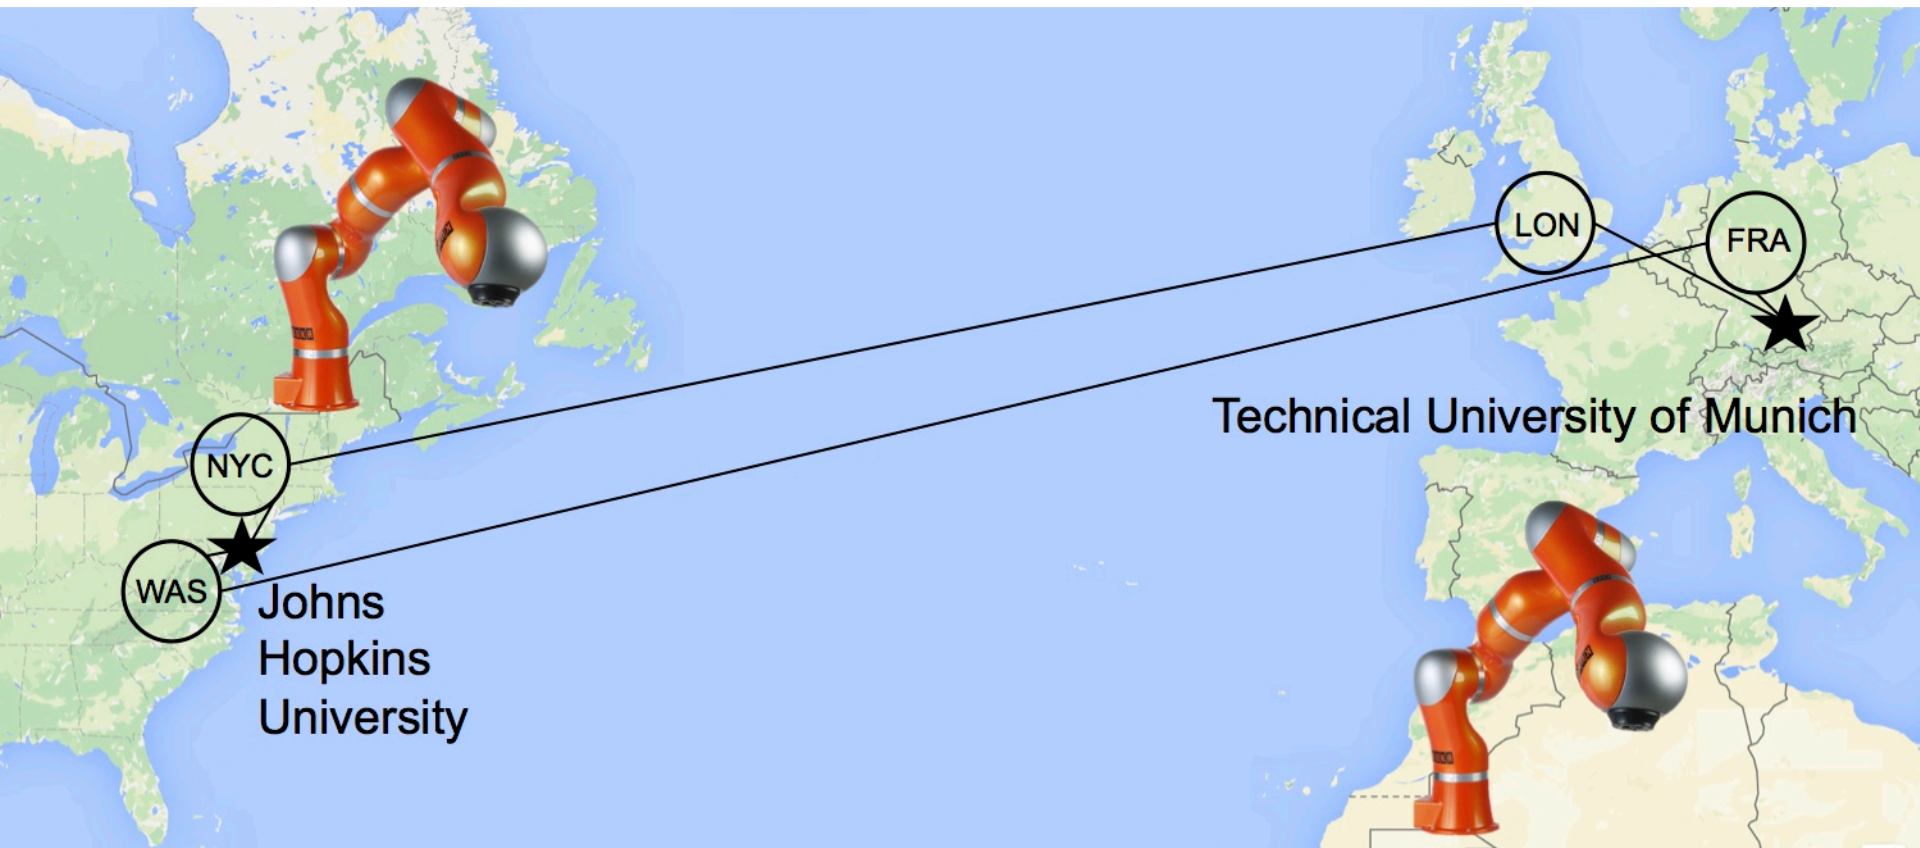 LON
FRA
Technical University of Munich
NYC
WAS
Johns
Hopkins
University